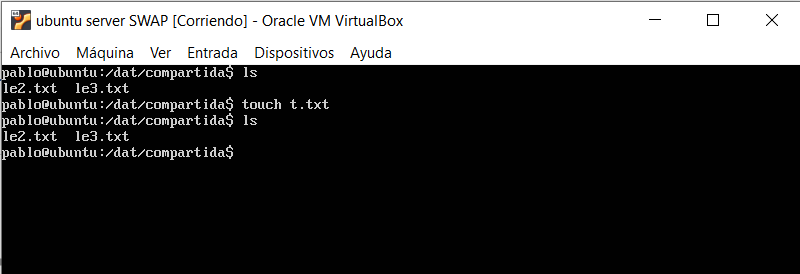 ubuntu server SWAP [Corriendo] - Oracle VM VirtualBox
Archivo Máquina Ver Entrada Dispositivos Ayuda
pablo@ubuntu:/dat/compartida$ ls
le2.txt le3.txt
pablo@ubuntu:/dat/compartida$ touch t.txt
pablo@ubuntu:/dat/compartida$ ls
le2.txt le3.txt
pablo@ubuntu:/dat/compartida$